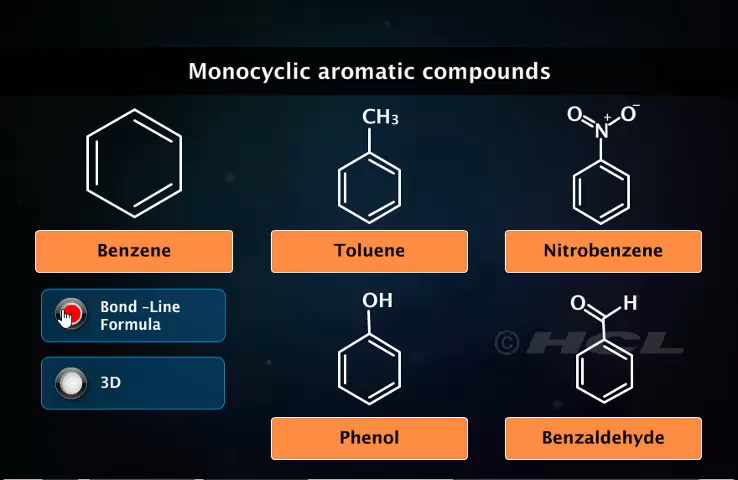 Monocyclic aromatic compounds
CH₃
O N⁺ O⁻
Benzene
Toluene
Nitrobenzene
Bond -Line
Formula
3D
OH
O H
© HCL
Phenol
Benzaldehyde